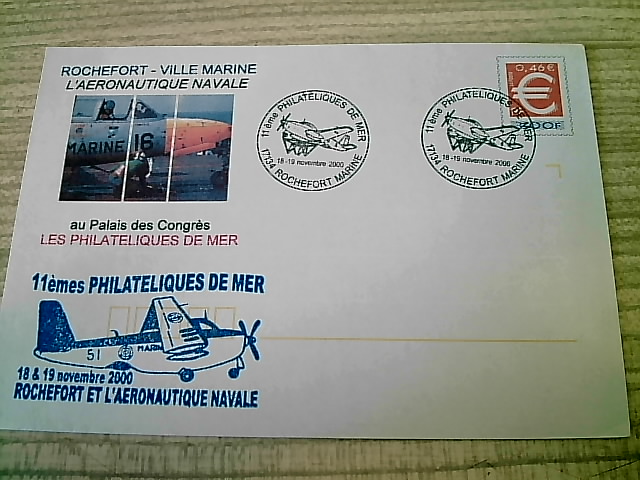 ROCHEFORT - VILLE MARINE
L'AERONAUTIQUE NAVALE
MARINE 16
au Palais des Congrès
LES PHILATELIQUES DE MER
11ème PHILATELIQUES DE MER
18-19 novembre 2000
17134 ROCHEFORT MARINE
11ème PHILATELIQUES DE MER
18-19 novembre 2000
17134 ROCHEFORT MARINE
0,46 €
€
11èmes PHILATELIQUES DE MER
51 MARINE
18 & 19 novembre 2000
ROCHEFORT ET L'AERONAUTIQUE NAVALE